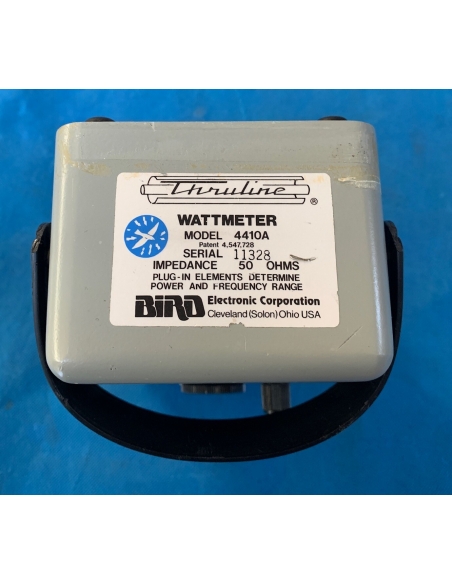 Thruline ®
WATTMETER
MODEL 4410A
Patent 4,547,728
SERIAL 11328
IMPEDANCE 50 OHMS
PLUG-IN ELEMENTS DETERMINE
POWER AND FREQUENCY RANGE
BIRD Electronic Corporation
Cleveland (Solon) Ohio USA